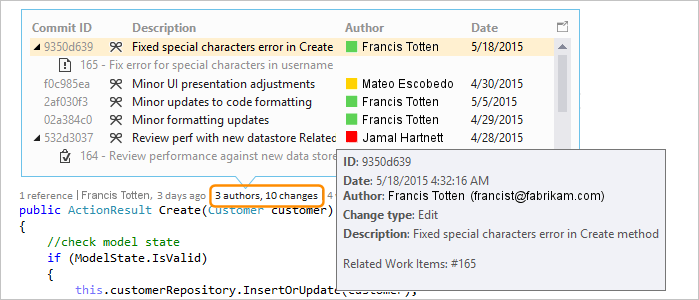 Commit ID Description Author Date
9350d639 Fixed special characters error in Create Francis Totten 5/18/2015
165 - Fix error for special characters in username
f0c985ea Minor UI presentation adjustments Mateo Escobedo 4/30/2015
2af030f3 Minor updates to code formatting Francis Totten 5/5/2015
02a384c0 Minor formatting updates Francis Totten 4/29/2015
532d3037 Review perf with new datastore Related Jamal Hartnett 4/28/2015
164 - Review performance against new data store
ID: 9350d639
Date: 5/18/2015 4:32:16 AM
Author: Francis Totten (francist@fabrikam.com)
Change type: Edit
Description: Fixed special characters error in Create method
Related Work Items: #165
1 reference | Francis Totten, 3 days ago | 3 authors, 10 changes | 4
public ActionResult Create(Customer customer)
{
//check model state
if (ModelState.IsValid)
{
this.customerRepository.InsertOrUpdate(customer);